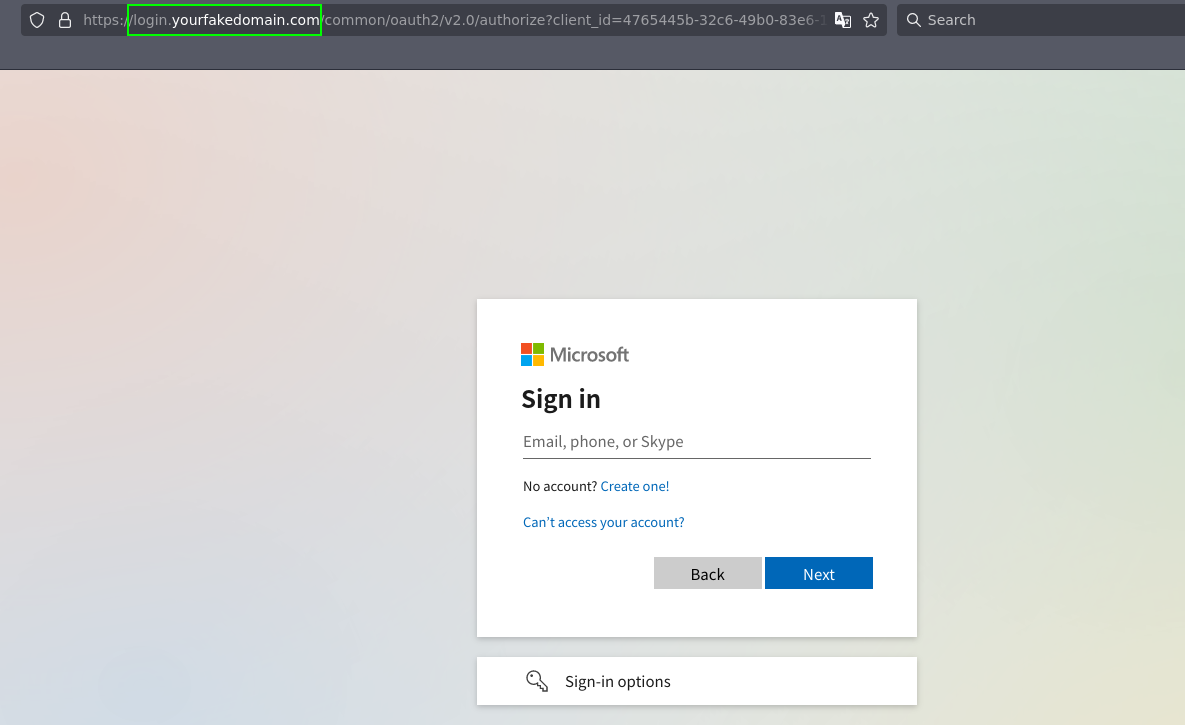 https://login.yourfakedomain.com/common/oauth2/v2.0/authorize?client_id=4765445b-32c6-49b0-83e6-1
Search
Microsoft
Sign in
Email, phone, or Skype
No account? Create one!
Can't access your account?
Back
Next
Sign-in options